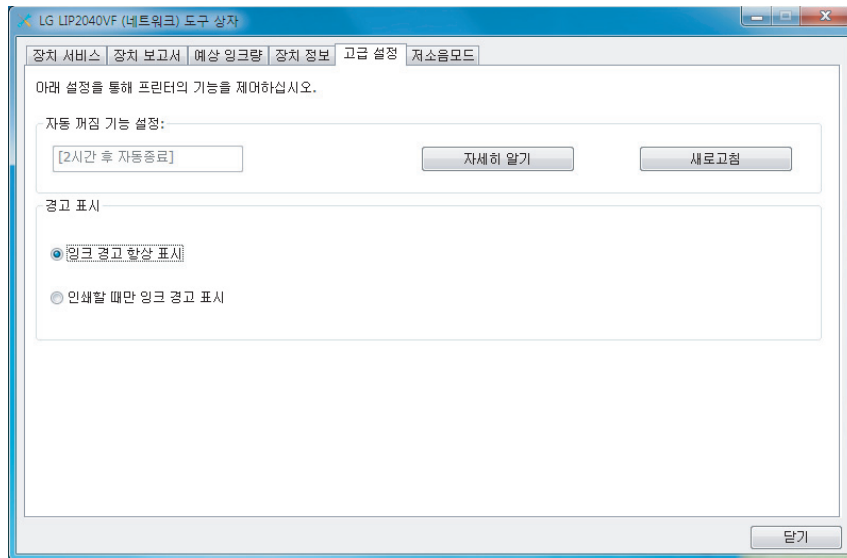 LG LIP2040VF (네트워크) 도구 상자
장치 서비스 장치 보고서 예상 잉크량 장치 정보 고급 설정 저소음모드
아래 설정을 통해 프린터의 기능을 제어하십시오.
자동 꺼짐 기능 설정:
[2시간 후 자동종료] 자세히 알기 새로고침
경고 표시
잉크 경고 항상 표시
인쇄할 때만 잉크 경고 표시
닫기